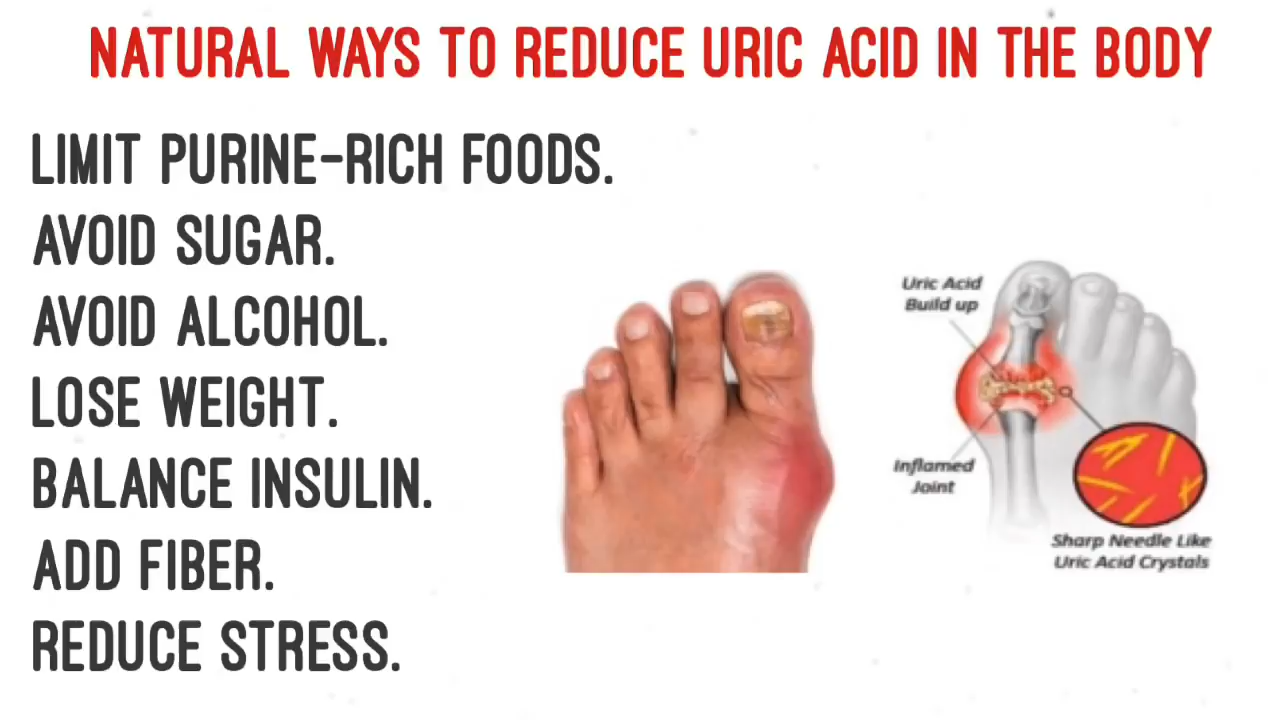 NATURAL WAYS TO REDUCE URIC ACID IN THE BODY
LIMIT PURINE-RICH FOODS.
AVOID SUGAR.
AVOID ALCOHOL.
LOSE WEIGHT.
BALANCE INSULIN.
ADD FIBER.
REDUCE STRESS.
Uric Acid
Build up
Inflamed
Joint
Sharp Needle Like
Uric Acid Crystals